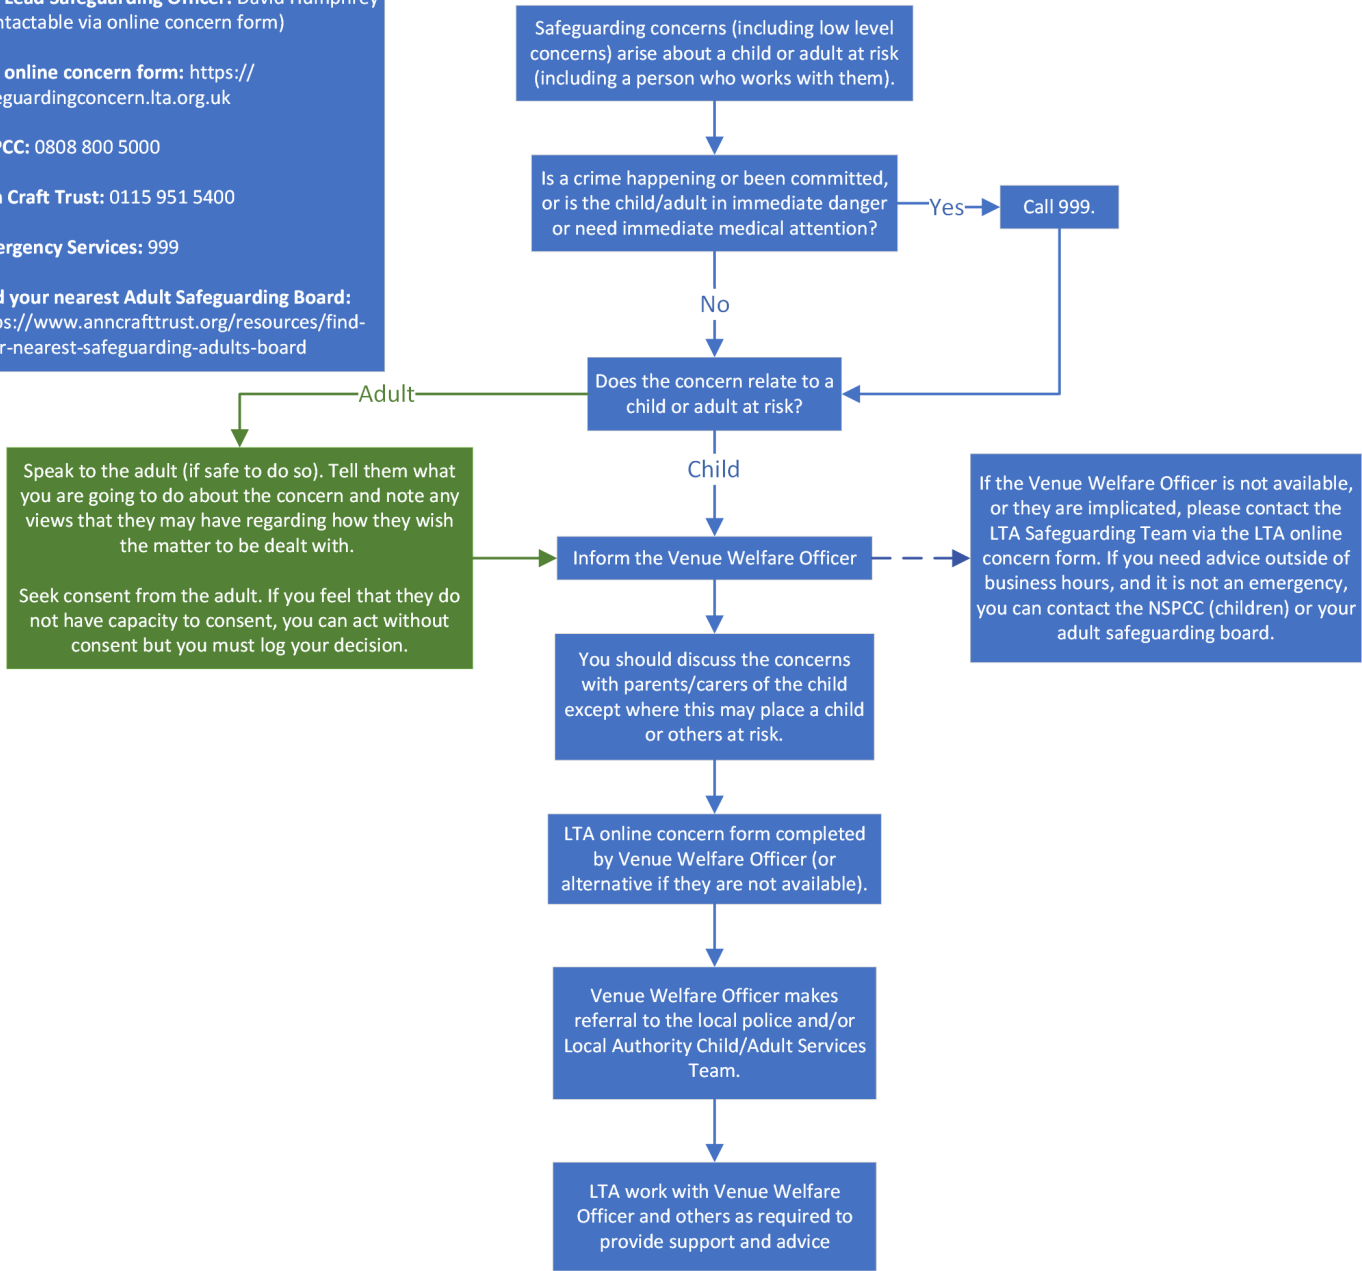 Lead Safeguarding Officer: David Humphrey
ntactable via online concern form)
online concern form: https://
eguardingconcern.lta.org.uk
PCC: 0808 800 5000
n Craft Trust: 0115 951 5400
ergency Services: 999
d your nearest Adult Safeguarding Board:
ps://www.anncrafttrust.org/resources/find-
r-nearest-safeguarding-adults-board
Safeguarding concerns (including low level
concerns) arise about a child or adult at risk
(including a person who works with them).
Is a crime happening or been committed,
or is the child/adult in immediate danger
or need immediate medical attention?
Yes
Call 999.
No
Does the concern relate to a
child or adult at risk?
Adult
Child
Speak to the adult (if safe to do so). Tell them what
you are going to do about the concern and note any
views that they may have regarding how they wish
the matter to be dealt with.
Seek consent from the adult. If you feel that they do
not have capacity to consent, you can act without
consent but you must log your decision.
Inform the Venue Welfare Officer
If the Venue Welfare Officer is not available,
or they are implicated, please contact the
LTA Safeguarding Team via the LTA online
concern form. If you need advice outside of
business hours, and it is not an emergency,
you can contact the NSPCC (children) or your
adult safeguarding board.
You should discuss the concerns
with parents/carers of the child
except where this may place a child
or others at risk.
LTA online concern form completed
by Venue Welfare Officer (or
alternative if they are not available).
Venue Welfare Officer makes
referral to the local police and/or
Local Authority Child/Adult Services
Team.
LTA work with Venue Welfare
Officer and others as required to
provide support and advice